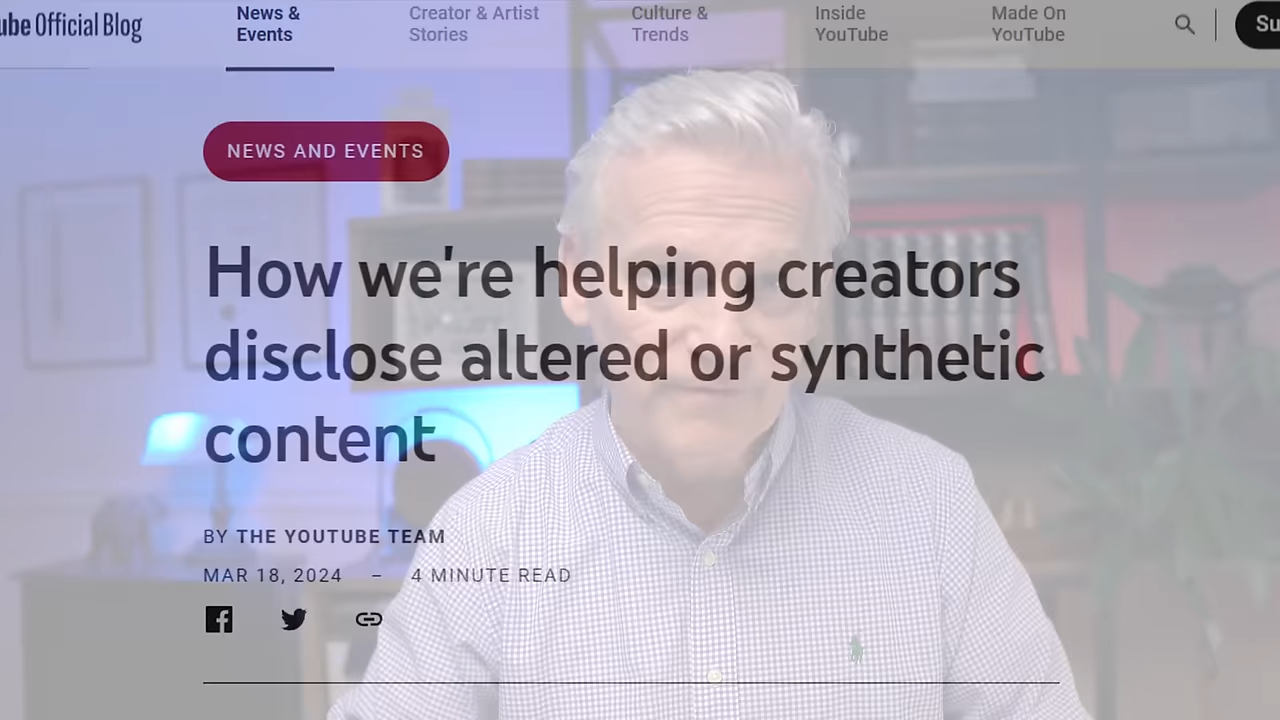 ube Official Blog
News & Events
Creator & Artist Stories
Culture & Trends
Inside YouTube
Made On YouTube
Su
NEWS AND EVENTS
How we're helping creators
disclose altered or synthetic
content
BY THE YOUTUBE TEAM
MAR 18, 2024 – 4 MINUTE READ